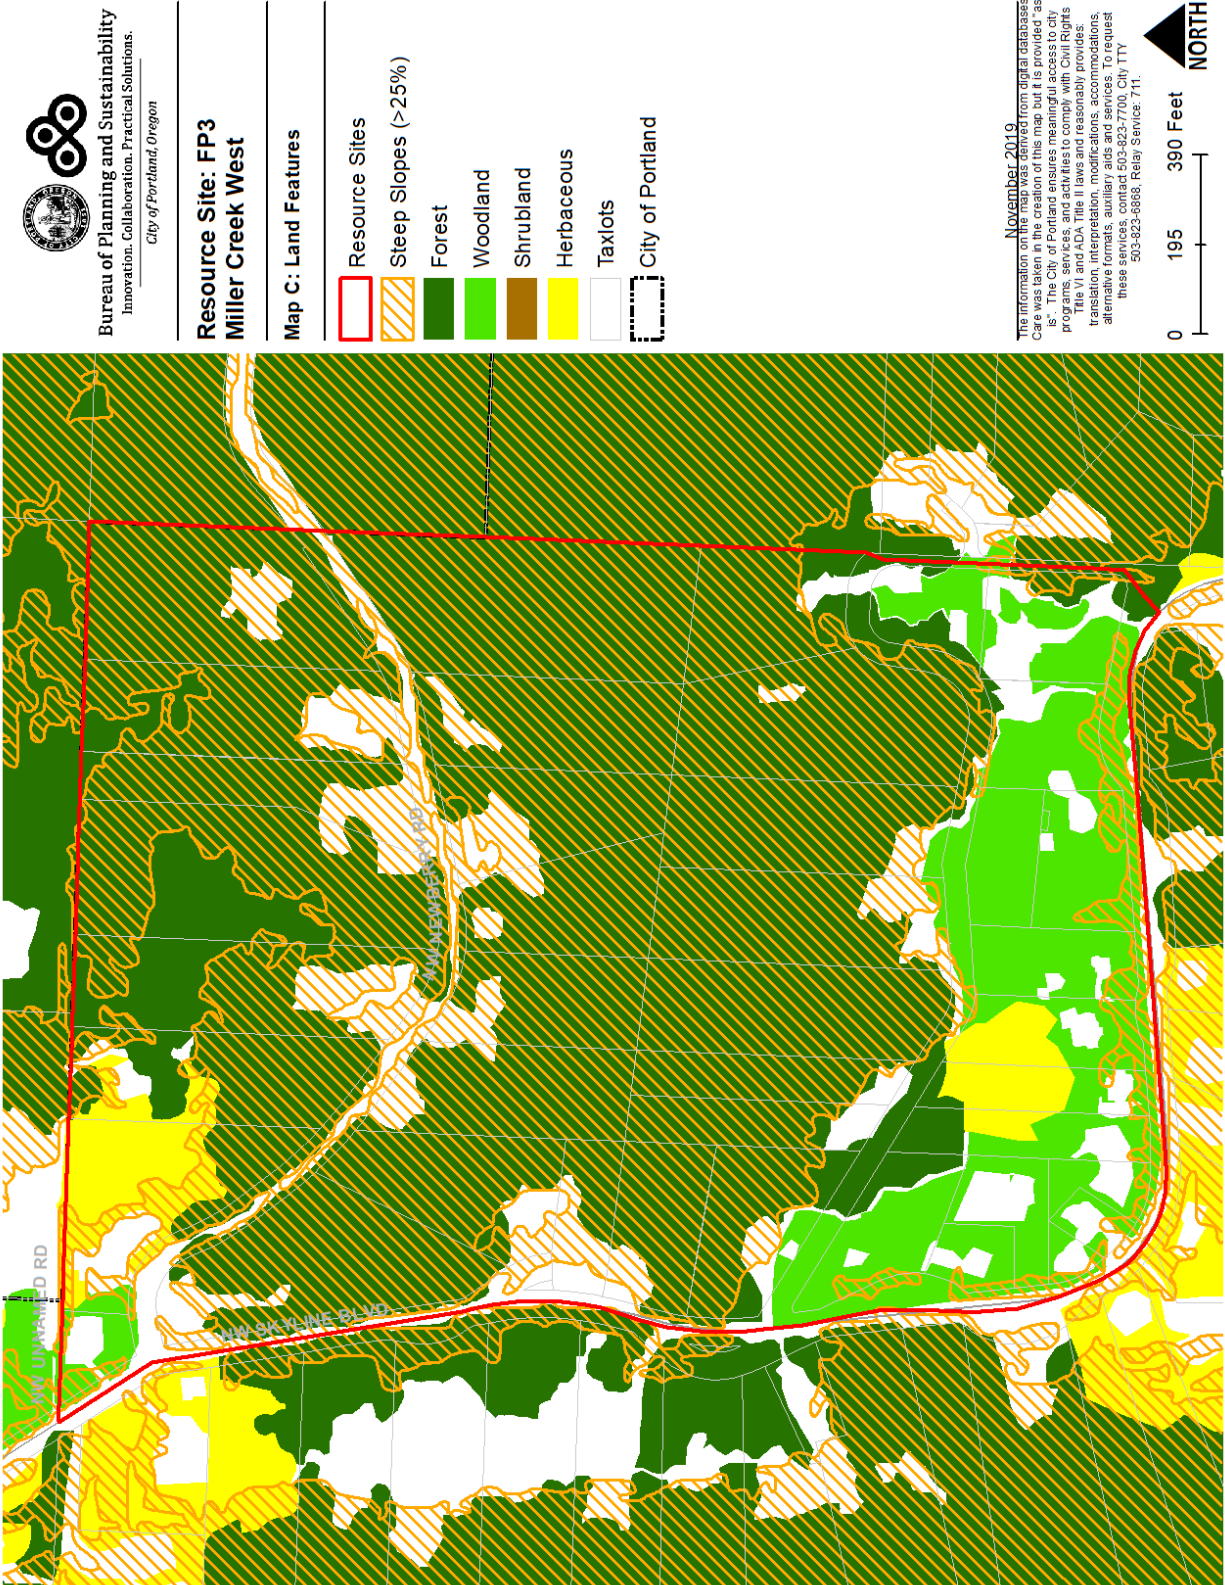 Bureau of Planning and Sustainability
Innovation. Collaboration. Practical Solutions.
City of Portland, Oregon
Resource Site: FP3
Miller Creek West
Map C: Land Features
Resource Sites
Steep Slopes (>25%)
Forest
Woodland
Shrubland
Herbaceous
Taxlots
City of Portland
November 2019
The information on the map was derived from digital databases
Care was taken in the creation of this map but it is provided "as
is". The City of Portland ensures meaningful access to city
programs, services, and activities to comply with Civil Rights
Title VI and ADA Title II laws and reasonably provides:
translation, interpretation, modifications, accommodations,
alternative formats, auxiliary aids and services. To request
these services, contact 503-823-7700, City TTY
503-823-6868, Relay Service: 711.
0 195 390 Feet
NORTH
NW UNNAMED RD
NW SKYLINE BLVD
NW NEWBERRY RD